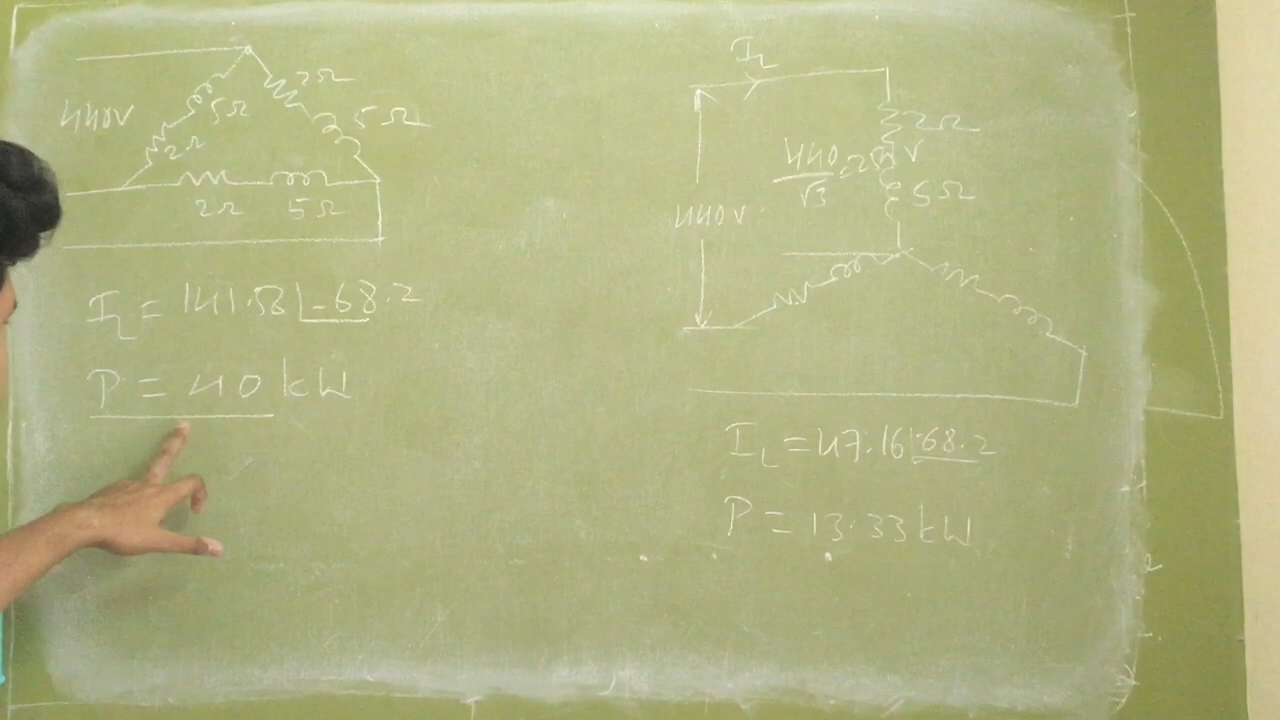 2Ω
5Ω
5Ω
440V
2Ω
2Ω 5Ω
I_L = 141.58∠-68.2
P = 40 kW
I_L
2Ω
440/√3
V
5Ω
440V
I_L = 47.16∠-68.2
P = 13.33 kW